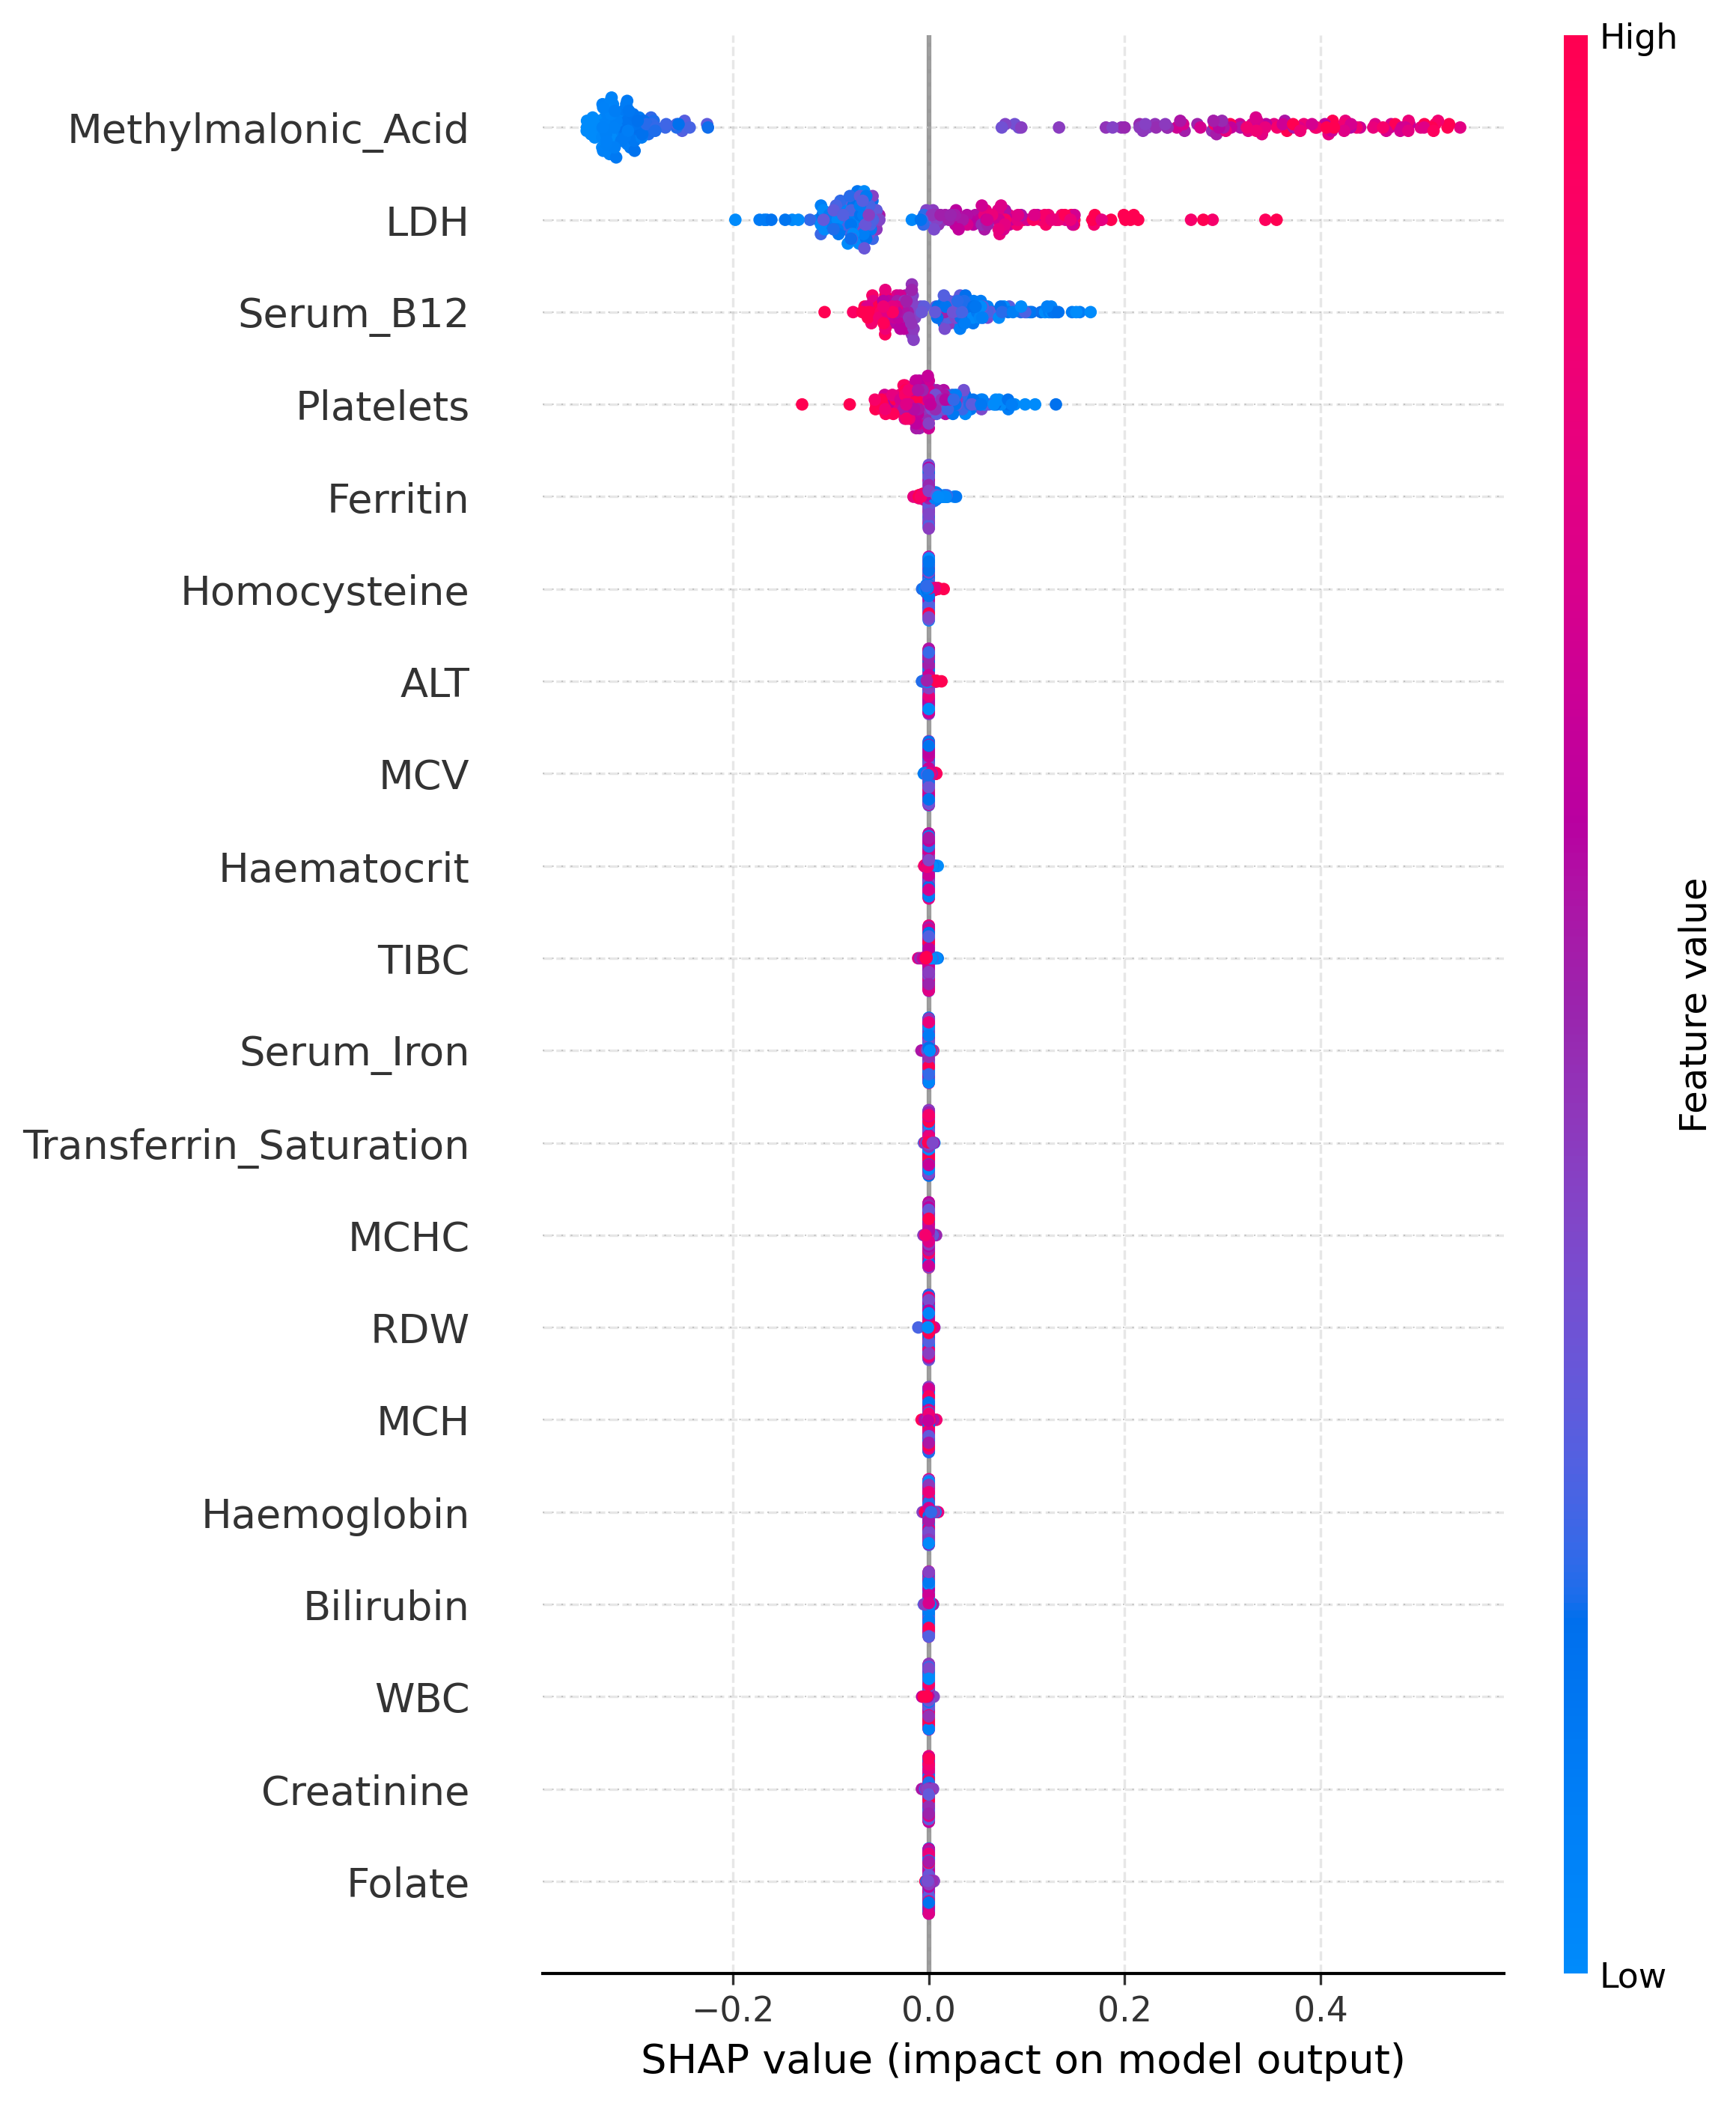 High
Methylmalonic_Acid
LDH
Serum_B12
Platelets
Ferritin
Homocysteine
ALT
MCV
Haematocrit
TIBC
Serum_Iron
Transferrin_Saturation
MCHC
RDW
MCH
Haemoglobin
Bilirubin
WBC
Creatinine
Folate
Feature value
Low
−0.2 0.0 0.2 0.4
SHAP value (impact on model output)